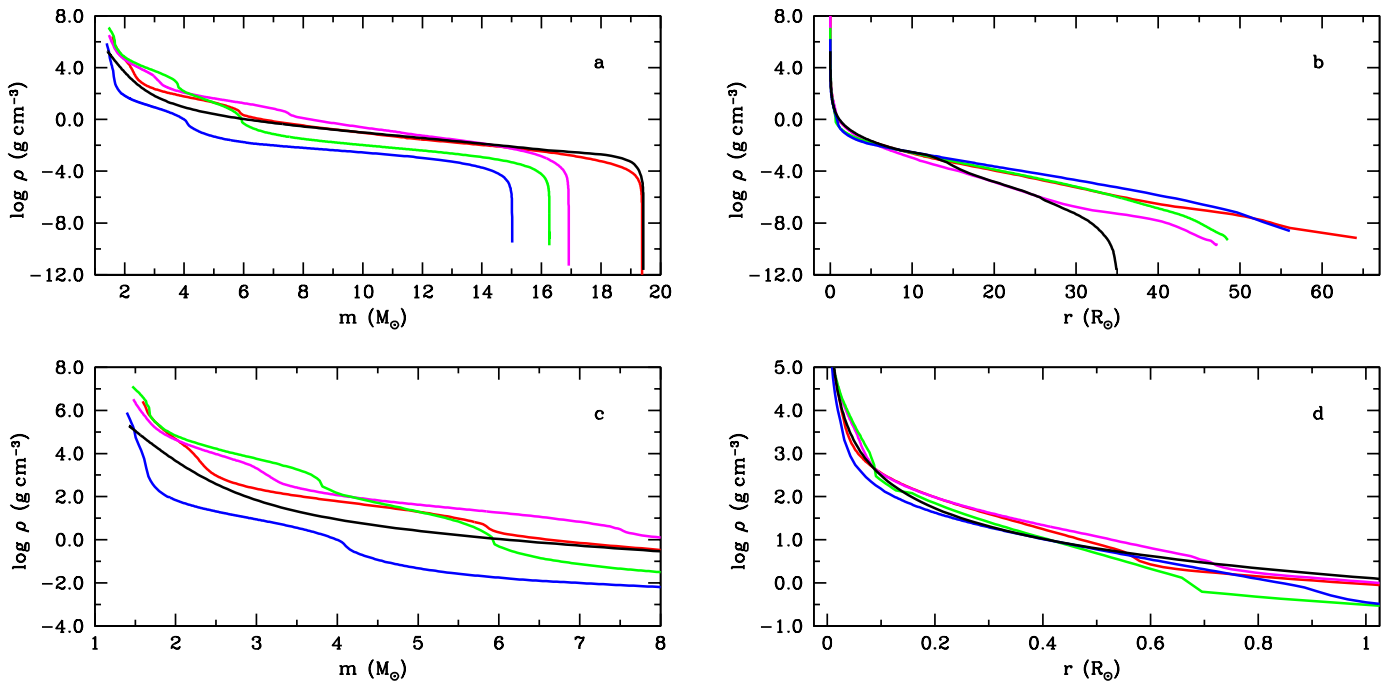 8.0
4.0
0.0
−4.0
−8.0
−12.0
log ρ (g cm⁻³)
a
2 4 6 8 10 12 14 16 18 20
m (M⊙)
8.0
4.0
0.0
−4.0
−8.0
−12.0
log ρ (g cm⁻³)
b
0 10 20 30 40 50 60
r (R⊙)
8.0
6.0
4.0
2.0
0.0
−2.0
−4.0
log ρ (g cm⁻³)
c
1 2 3 4 5 6 7 8
m (M⊙)
5.0
4.0
3.0
2.0
1.0
0.0
−1.0
log ρ (g cm⁻³)
d
0 0.2 0.4 0.6 0.8 1
r (R⊙)